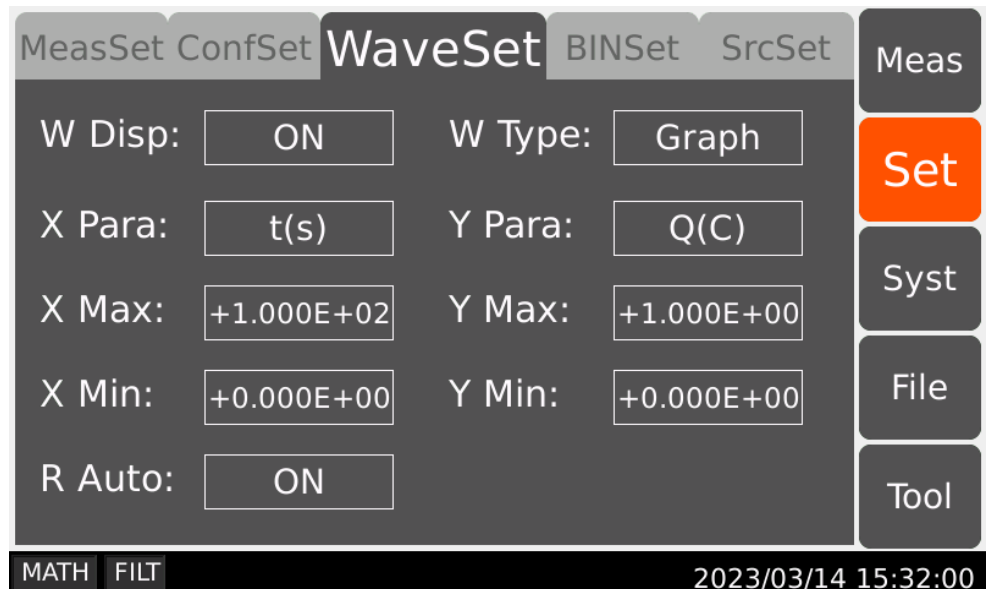 MeasSet ConfSet WaveSet BINSet SrcSet
W Disp: ON W Type: Graph
X Para: t(s) Y Para: Q(C)
X Max: +1.000E+02 Y Max: +1.000E+00
X Min: +0.000E+00 Y Min: +0.000E+00
R Auto: ON
Meas
Set
Syst
File
Tool
MATH FILT 2023/03/14 15:32:00